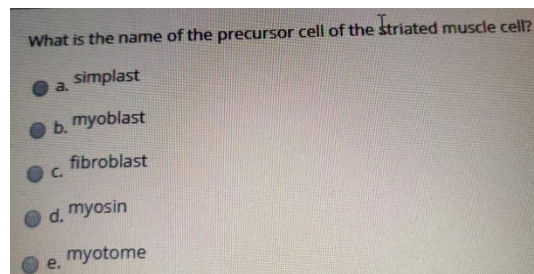 What is the name of the precursor cell of the striated muscle cell?
a. simplast
b. myoblast
c. fibroblast
d. myosin
e. myotome